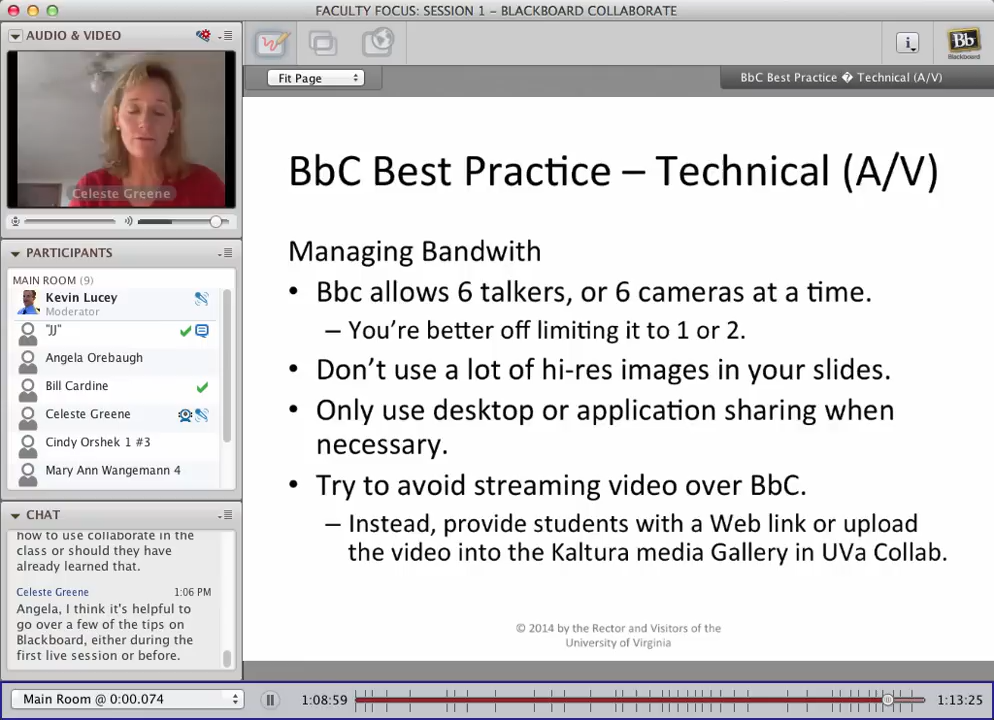 FACULTY FOCUS: SESSION 1 – BLACKBOARD COLLABORATE
AUDIO & VIDEO
Celeste Greene
PARTICIPANTS
MAIN ROOM (9)
Kevin Lucey
Moderator
"JJ"
Angela Orebaugh
Bill Cardine
Celeste Greene
Cindy Orshek 1 #3
Mary Ann Wangemann 4
CHAT
how to use collaborate in the
class or should they have
already learned that.
Celeste Greene 1:06 PM
Angela, I think it's helpful to
go over a few of the tips on
Blackboard, either during the
first live session or before.
Fit Page
i
Bb
Blackboard
BbC Best Practice � Technical (A/V)
BbC Best Practice – Technical (A/V)
Managing Bandwith
• Bbc allows 6 talkers, or 6 cameras at a time.
– You're better off limiting it to 1 or 2.
• Don't use a lot of hi-res images in your slides.
• Only use desktop or application sharing when
necessary.
• Try to avoid streaming video over BbC.
– Instead, provide students with a Web link or upload
the video into the Kaltura media Gallery in UVa Collab.
© 2014 by the Rector and Visitors of the
University of Virginia
Main Room @ 0:00.074
1:08:59
1:13:25